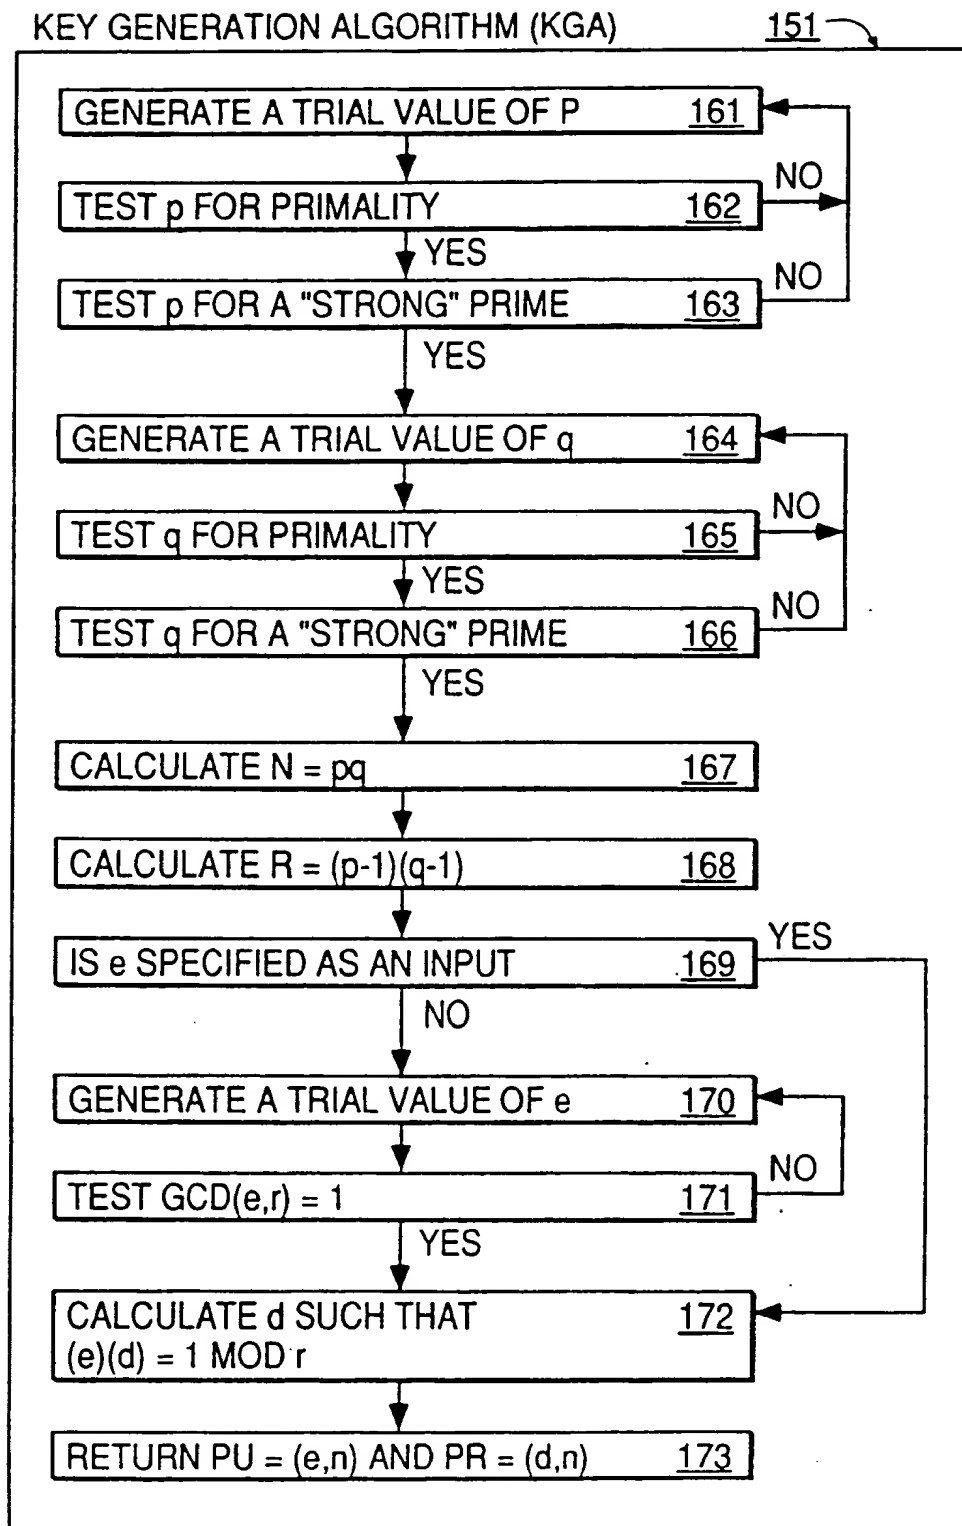 KEY GENERATION ALGORITHM (KGA) 151
GENERATE A TRIAL VALUE OF P 161
NO
TEST p FOR PRIMALITY 162
YES
NO
TEST p FOR A "STRONG" PRIME 163
YES
GENERATE A TRIAL VALUE OF q 164
NO
TEST q FOR PRIMALITY 165
YES
NO
TEST q FOR A "STRONG" PRIME 166
YES
CALCULATE N = pq 167
CALCULATE R = (p-1)(q-1) 168
YES
IS e SPECIFIED AS AN INPUT 169
NO
GENERATE A TRIAL VALUE OF e 170
NO
TEST GCD(e,r) = 1 171
YES
CALCULATE d SUCH THAT 172
(e)(d) = 1 MOD r
RETURN PU = (e,n) AND PR = (d,n) 173